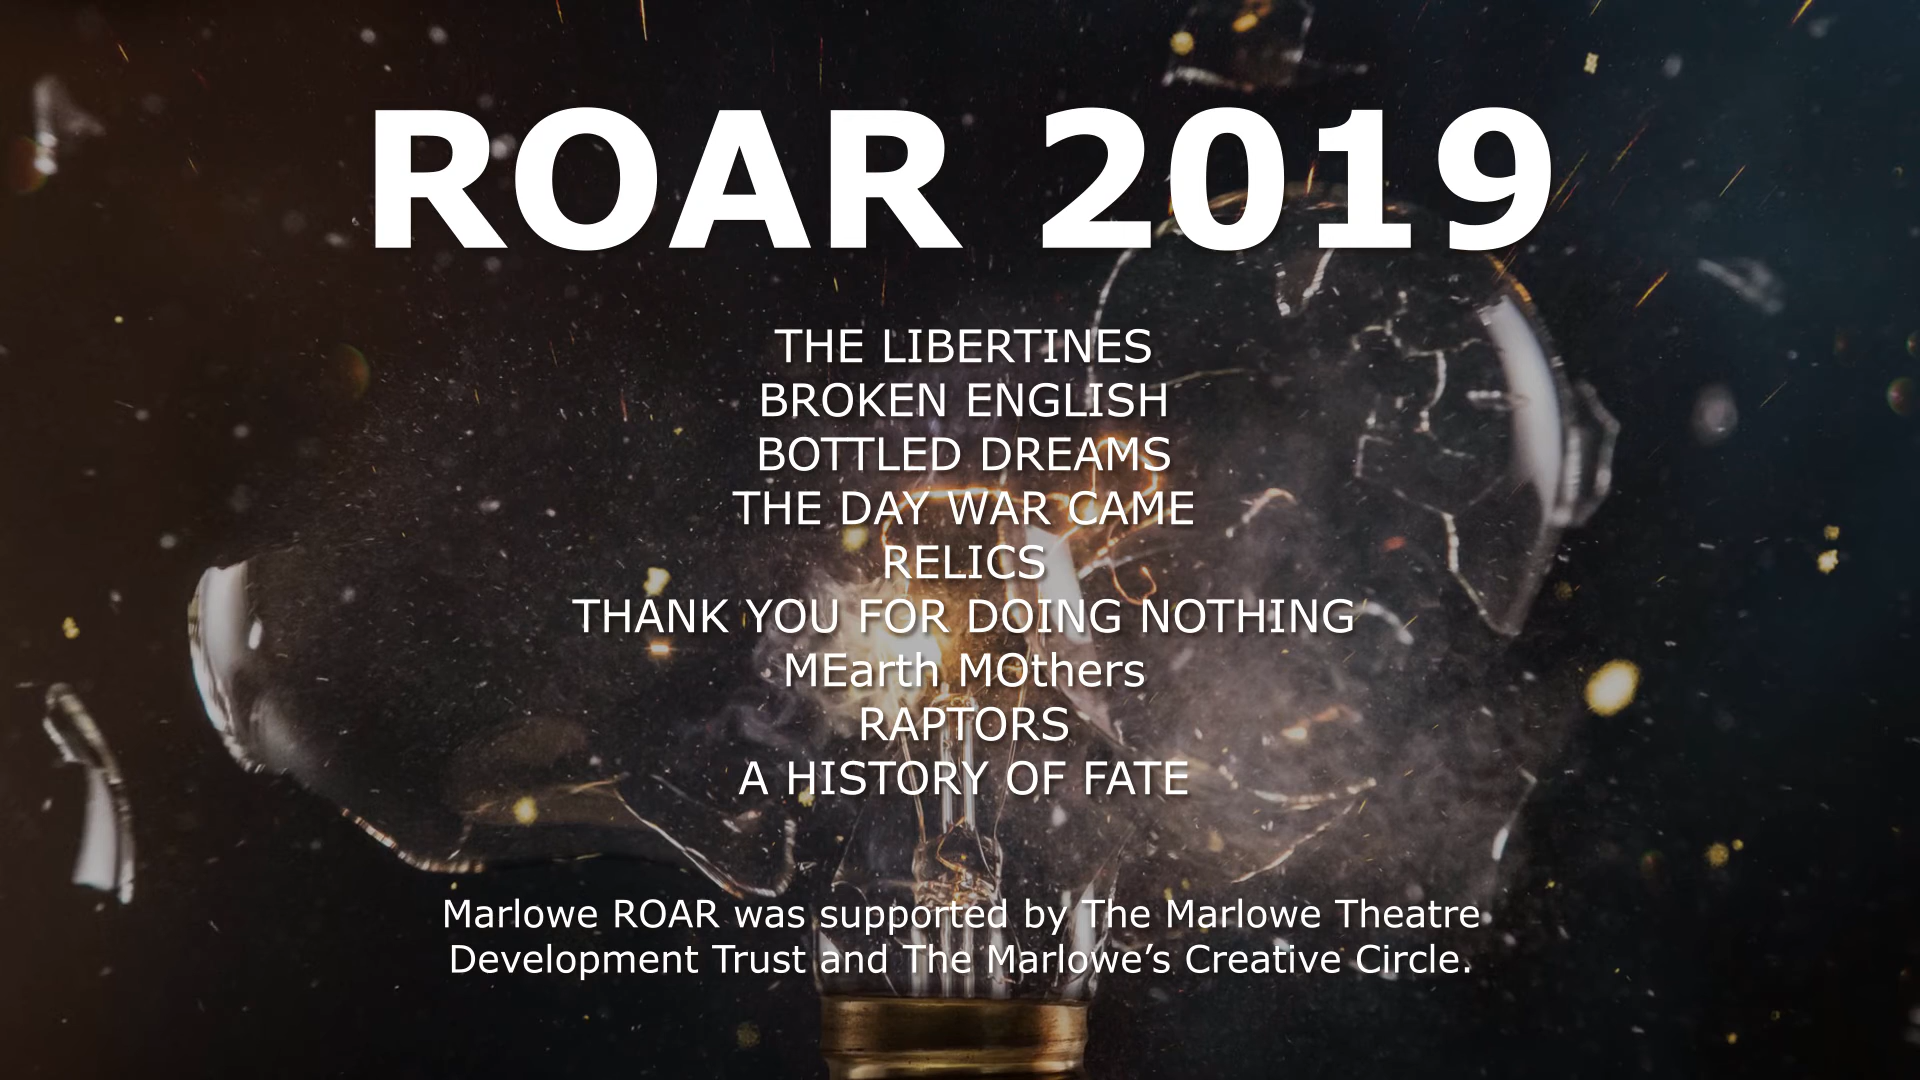 ROAR 2019
THE LIBERTINES
BROKEN ENGLISH
BOTTLED DREAMS
THE DAY WAR CAME
RELICS
THANK YOU FOR DOING NOTHING
MEarth MOthers
RAPTORS
A HISTORY OF FATE
Marlowe ROAR was supported by The Marlowe Theatre
Development Trust and The Marlowe’s Creative Circle.